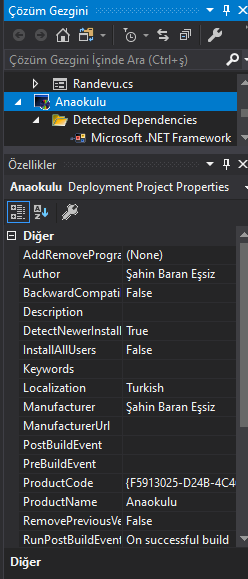 Çözüm Gezgini
Çözüm Gezgini İçinde Ara (Ctrl+ş)
Randevu.cs
Anaokulu
Detected Dependencies
Microsoft .NET Framework
Özellikler
Anaokulu Deployment Project Properties
Diğer
AddRemoveProgra (None)
Author Şahin Baran Eşsiz
BackwardCompati False
Description
DetectNewerInstall True
InstallAllUsers False
Keywords
Localization Turkish
Manufacturer Şahin Baran Eşsiz
ManufacturerUrl
PostBuildEvent
PreBuildEvent
ProductCode {F5913025-D24B-4C4
ProductName Anaokulu
RemovePreviousVe False
RunPostBuildEvent On successful build
Diğer